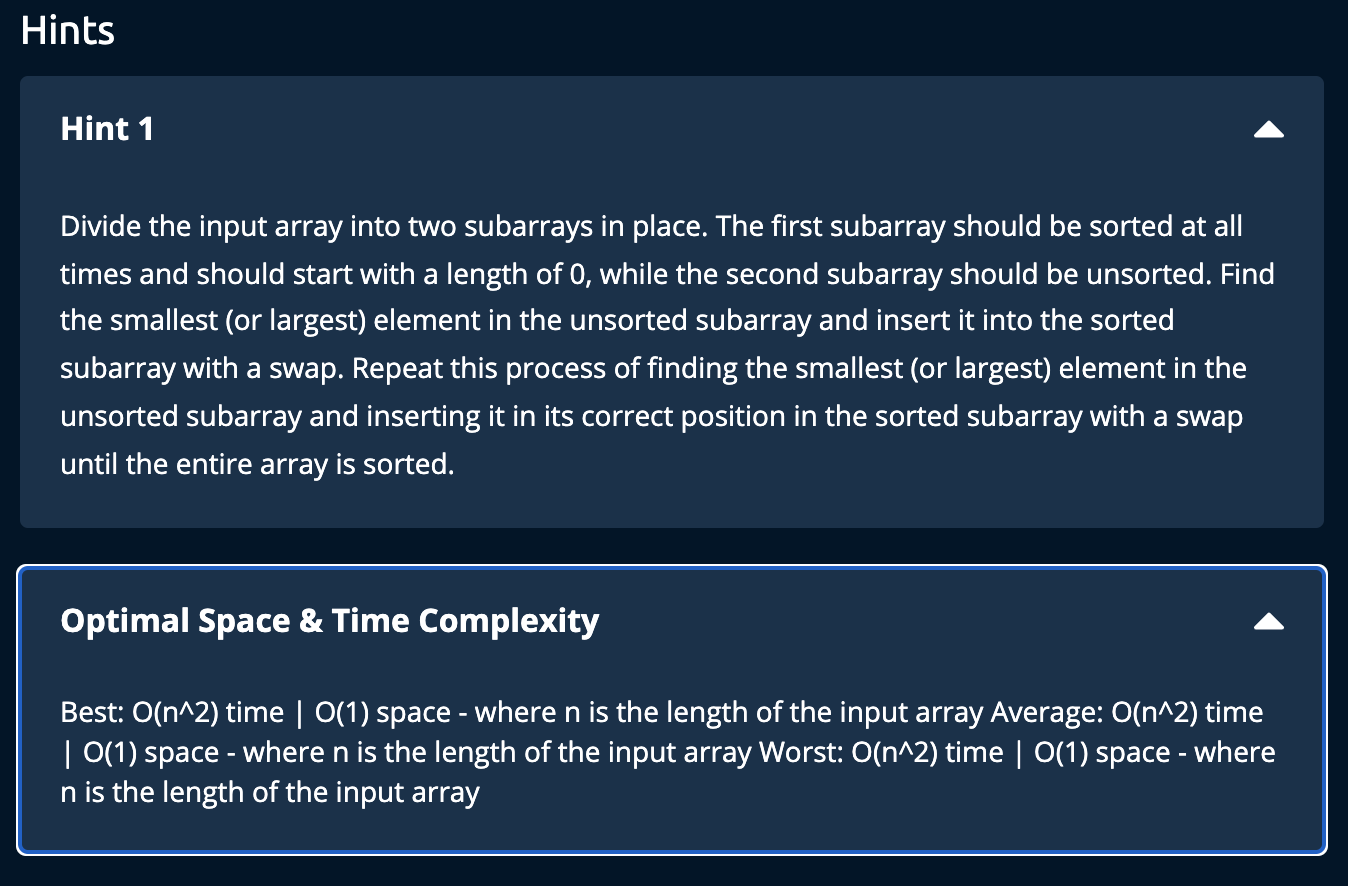 Hints
Hint 1
Divide the input array into two subarrays in place. The first subarray should be sorted at all
times and should start with a length of 0, while the second subarray should be unsorted. Find
the smallest (or largest) element in the unsorted subarray and insert it into the sorted
subarray with a swap. Repeat this process of finding the smallest (or largest) element in the
unsorted subarray and inserting it in its correct position in the sorted subarray with a swap
until the entire array is sorted.
Optimal Space & Time Complexity
Best: O(n^2) time | O(1) space - where n is the length of the input array Average: O(n^2) time
| O(1) space - where n is the length of the input array Worst: O(n^2) time | O(1) space - where
n is the length of the input array